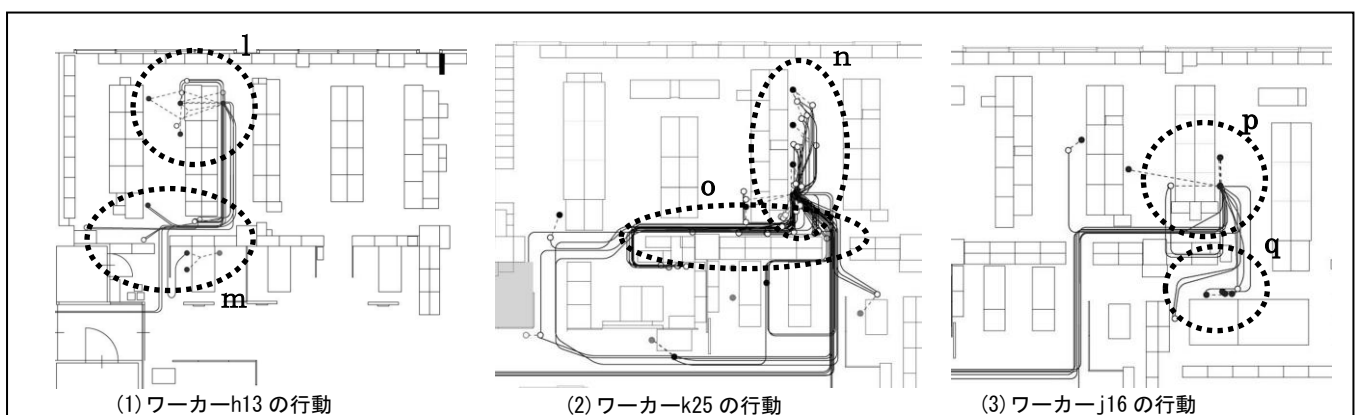 l
n
p
o
q
m
(1) ワーカーh13 の行動
(2) ワーカーk25 の行動
(3) ワーカーj16 の行動